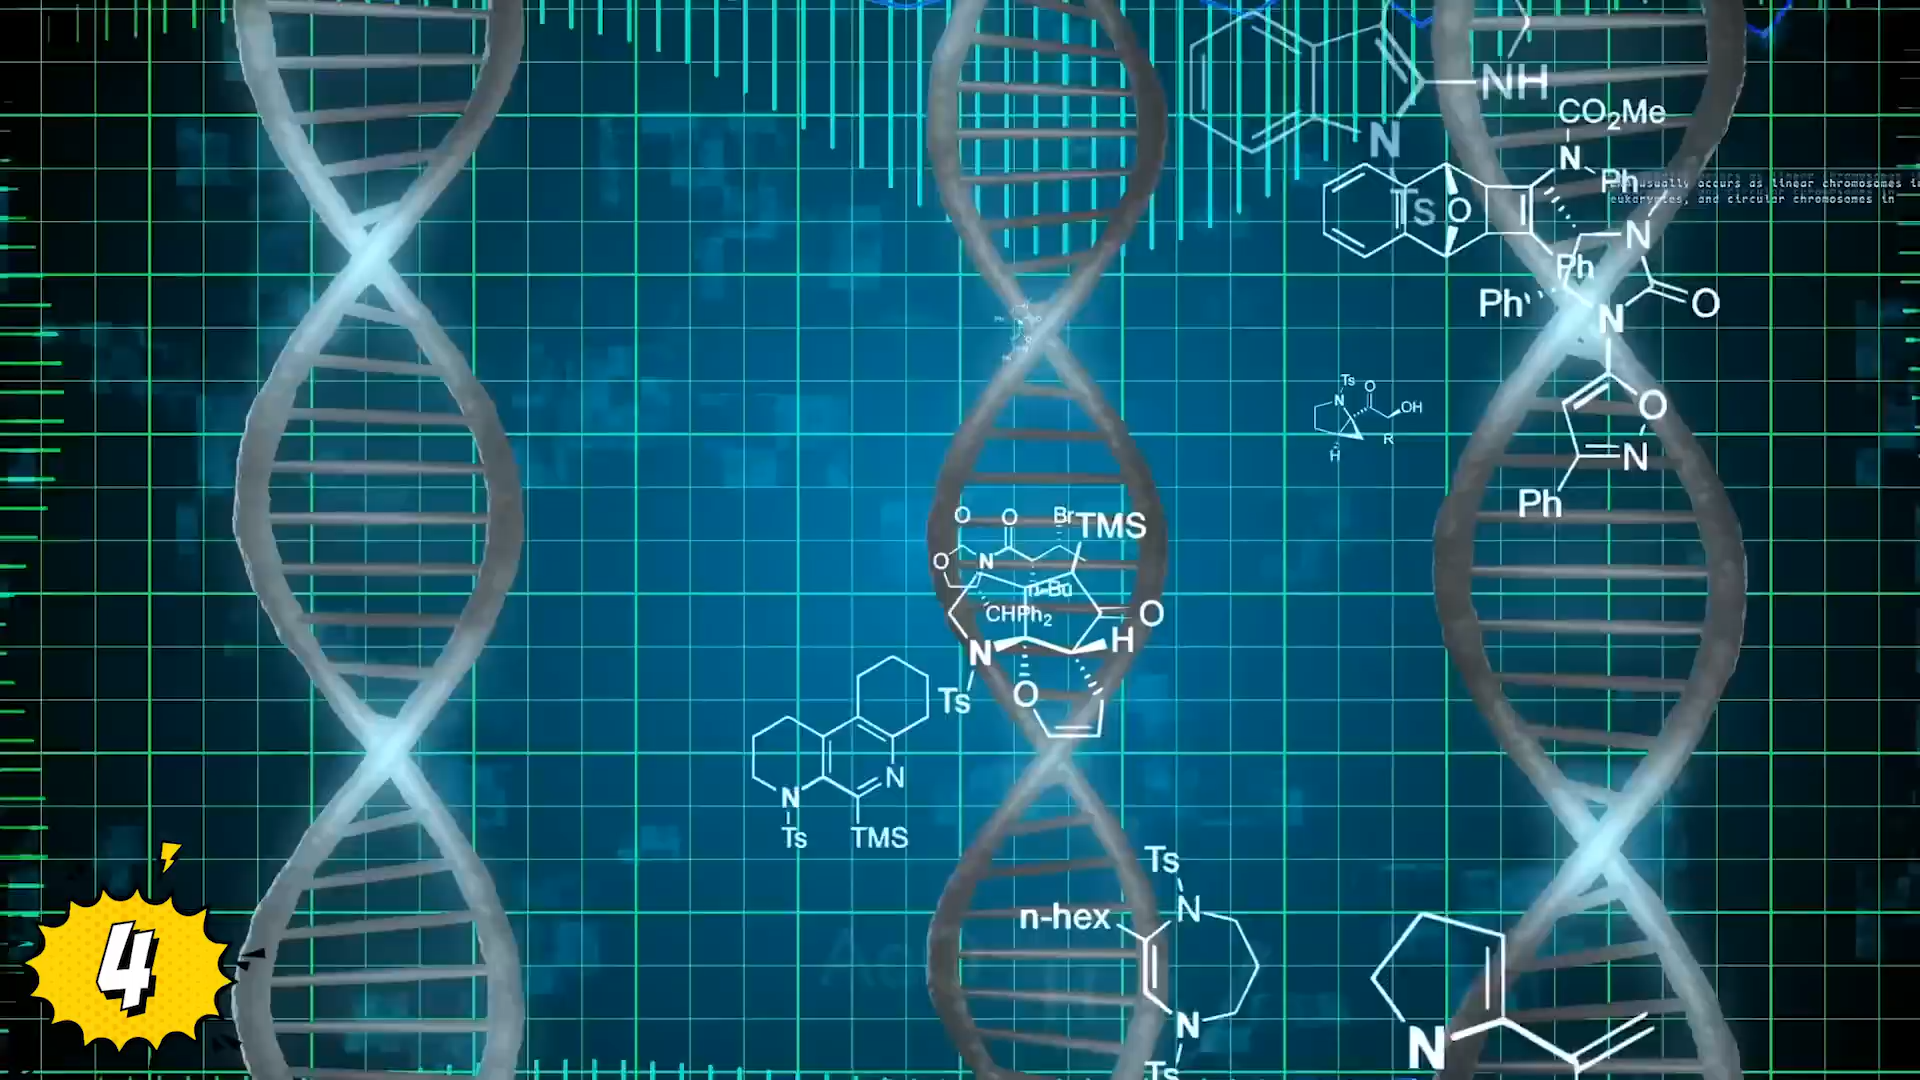 NH
N
Ts
CO₂Me
N
Ph
usually occurs as linear chromosomes
eukaryotes, and circular chromosomes in
O
N
Ph
Ph
O
N
O
N
Ph
Ts
N
O
OH
R
H
O
O
Br
TMS
O
N
n-Bu
CHPh₂
O
H
N
Ts
O
N
N
Ts
TMS
Ts
n-hex
N
N
Ts
N
4